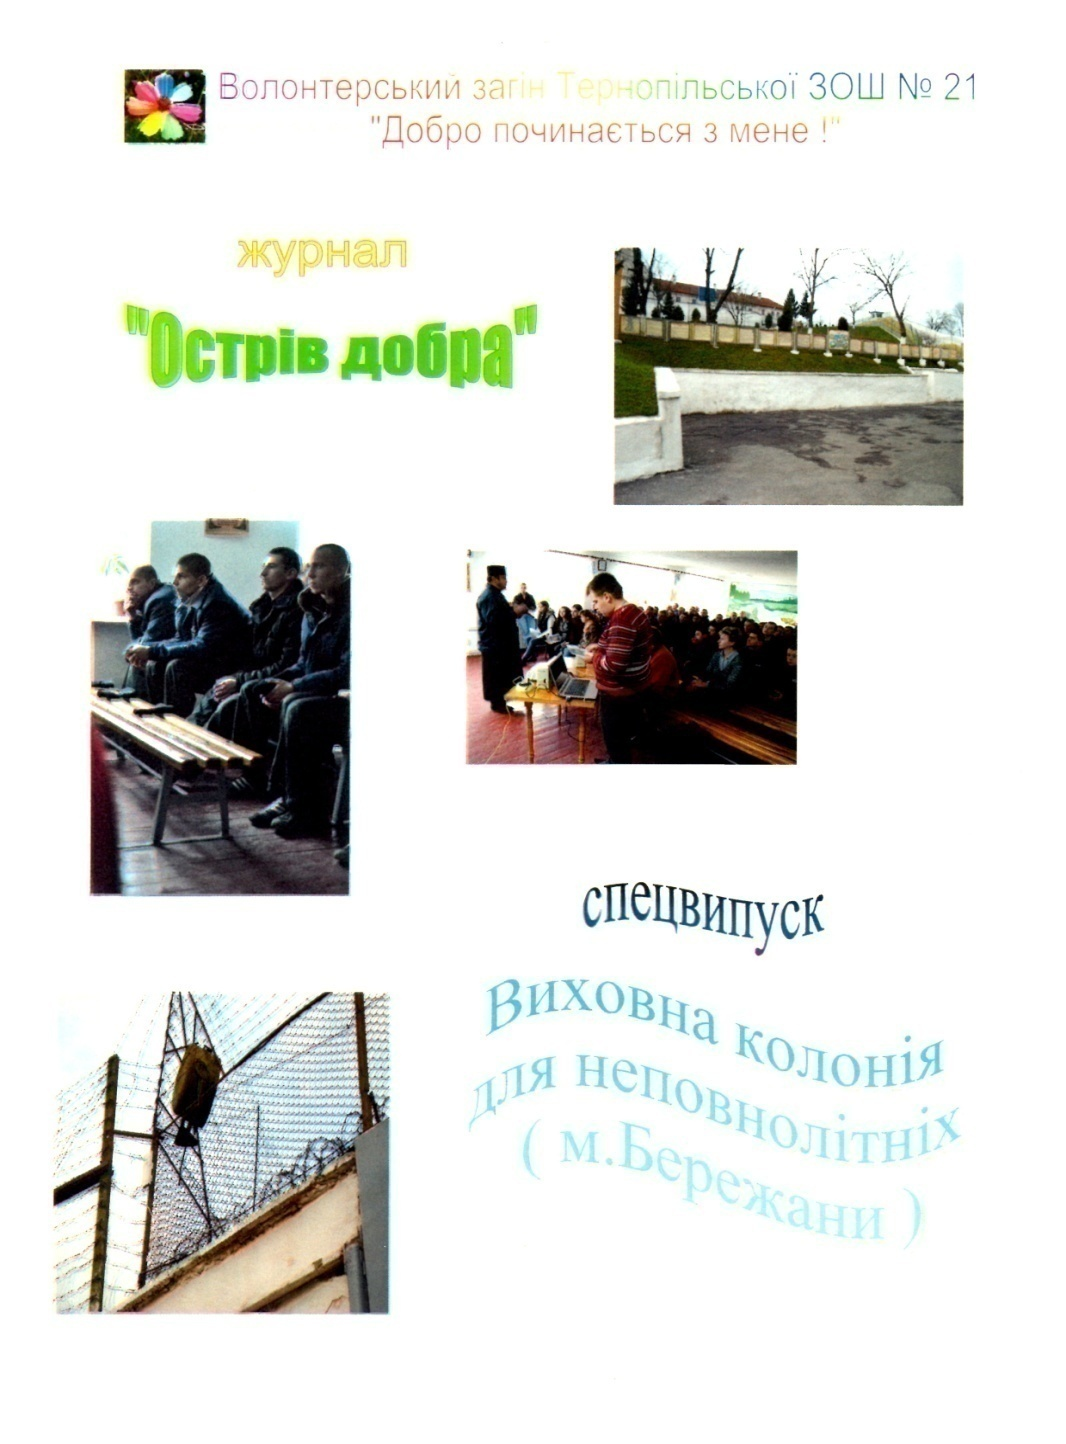 Волонтерський загін Тернопільської ЗОШ № 21
"Добро починається з мене !"
журнал
"Острів добра"
спецвипуск
Виховна колонія
для неповнолітніх
( м.Бережани )